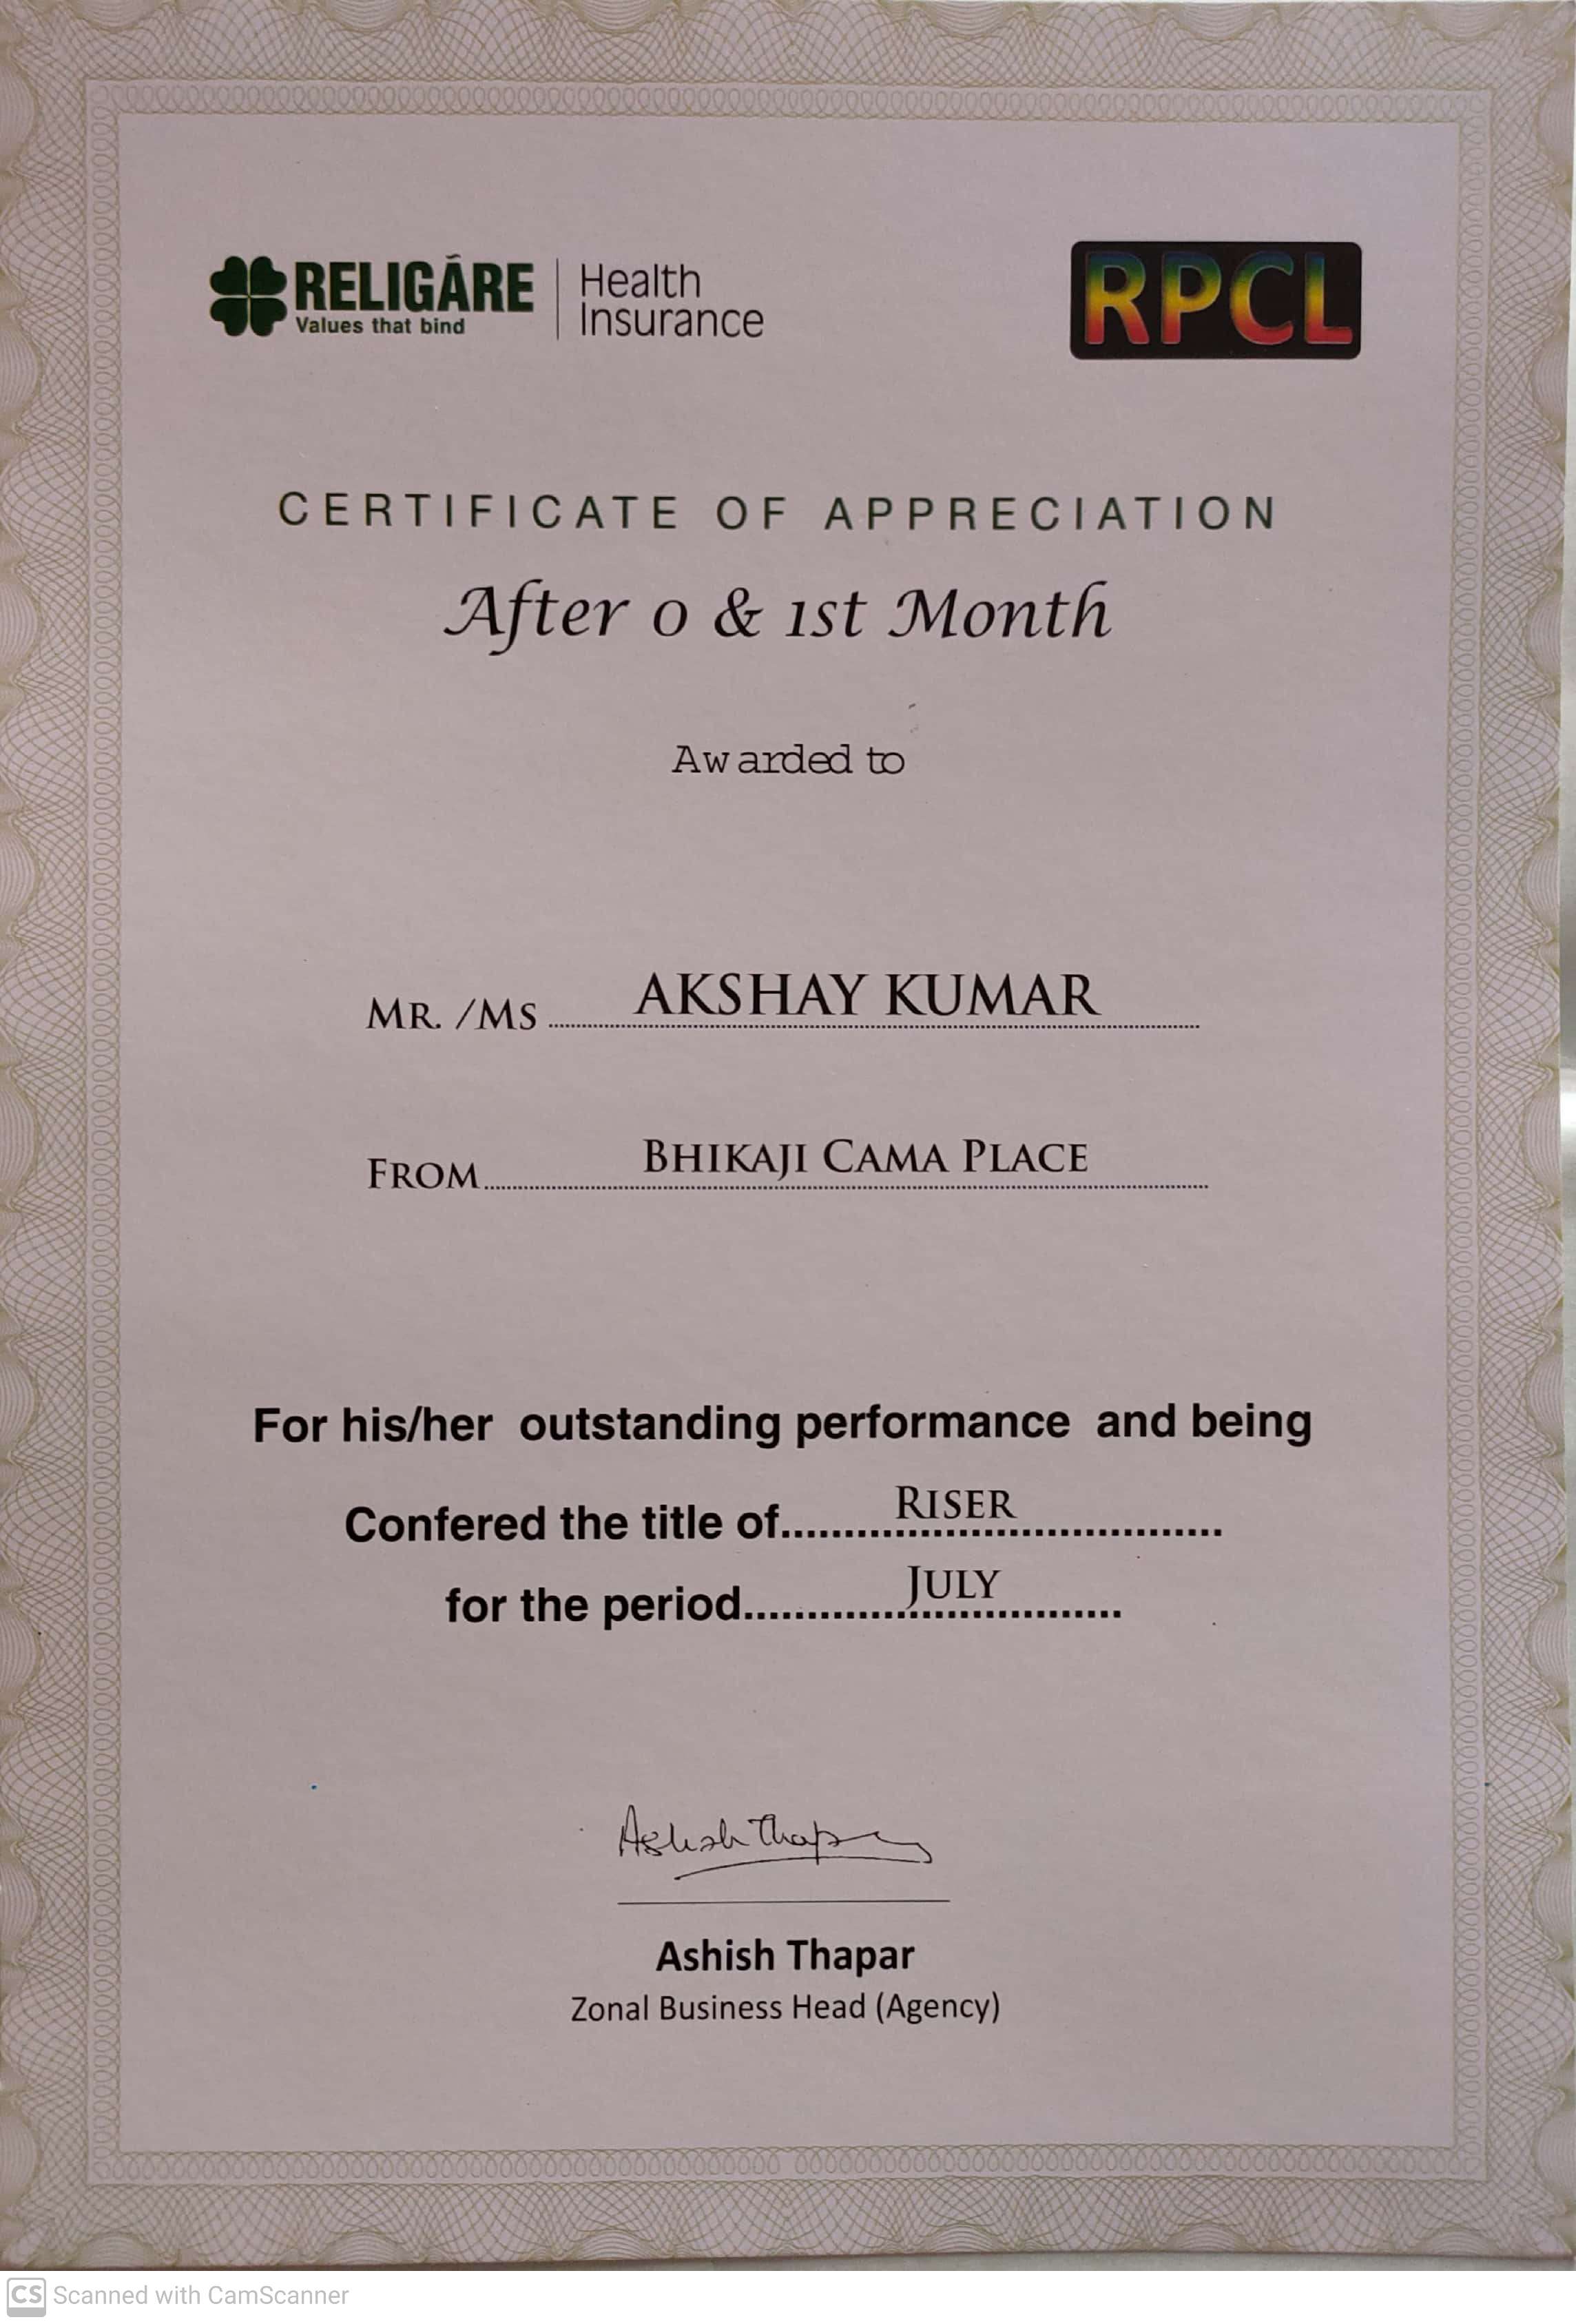 RELIGARE
Values that bind
Health
Insurance
RPCL
CERTIFICATE OF APPRECIATION
After 0 & 1st Month
Awarded to
MR. /MS AKSHAY KUMAR
FROM BHIKAJI CAMA PLACE
For his/her outstanding performance and being
Confered the title of RISER
for the period JULY
Ashish Thapar
Ashish Thapar
Zonal Business Head (Agency)
CS Scanned with CamScanner